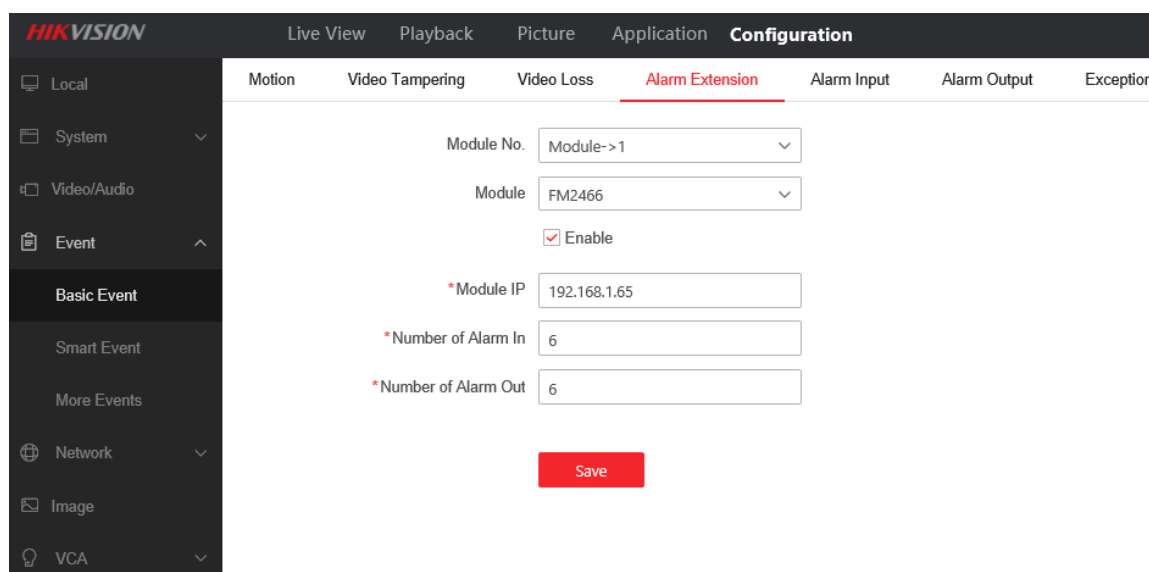 HIKVISION Live View Playback Picture Application Configuration
Local
System
Video/Audio
Event
Basic Event
Smart Event
More Events
Network
Image
VCA
Motion Video Tampering Video Loss Alarm Extension Alarm Input Alarm Output Exception
Module No. Module->1
Module FM2466
Enable
*Module IP 192.168.1.65
*Number of Alarm In 6
*Number of Alarm Out 6
Save